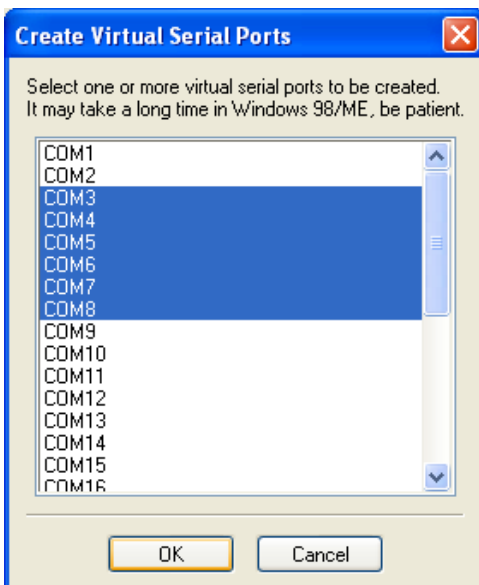 Create Virtual Serial Ports
Select one or more virtual serial ports to be created.
It may take a long time in Windows 98/ME, be patient.
COM1
COM2
COM3
COM4
COM5
COM6
COM7
COM8
COM9
COM10
COM11
COM12
COM13
COM14
COM15
COM16
OK
Cancel